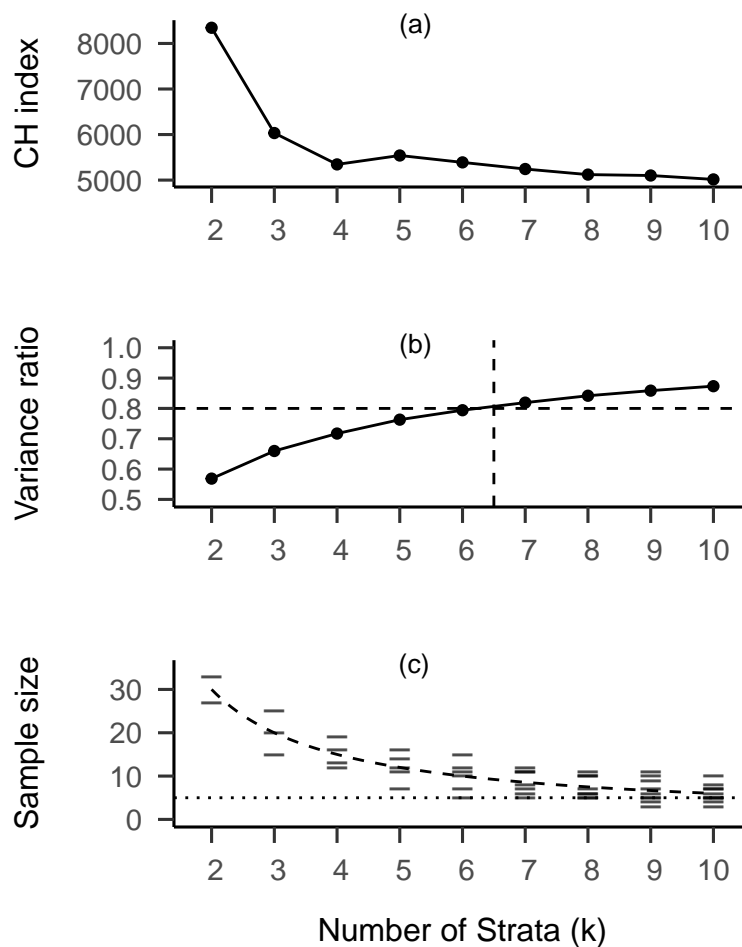 (a)
CH index
8000
7000
6000
5000
2 3 4 5 6 7 8 9 10
(b)
Variance ratio
1.0
0.9
0.8
0.7
0.6
0.5
2 3 4 5 6 7 8 9 10
(c)
Sample size
30
20
10
0
2 3 4 5 6 7 8 9 10
Number of Strata (k)